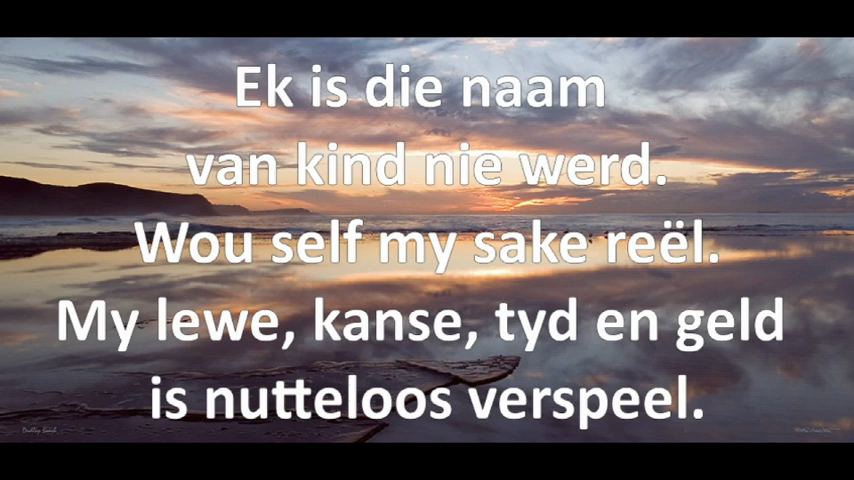 Ek is die naam
van kind nie werd.
Wou self my sake reël.
My lewe, kanse, tyd en geld
is nutteloos verspeel.